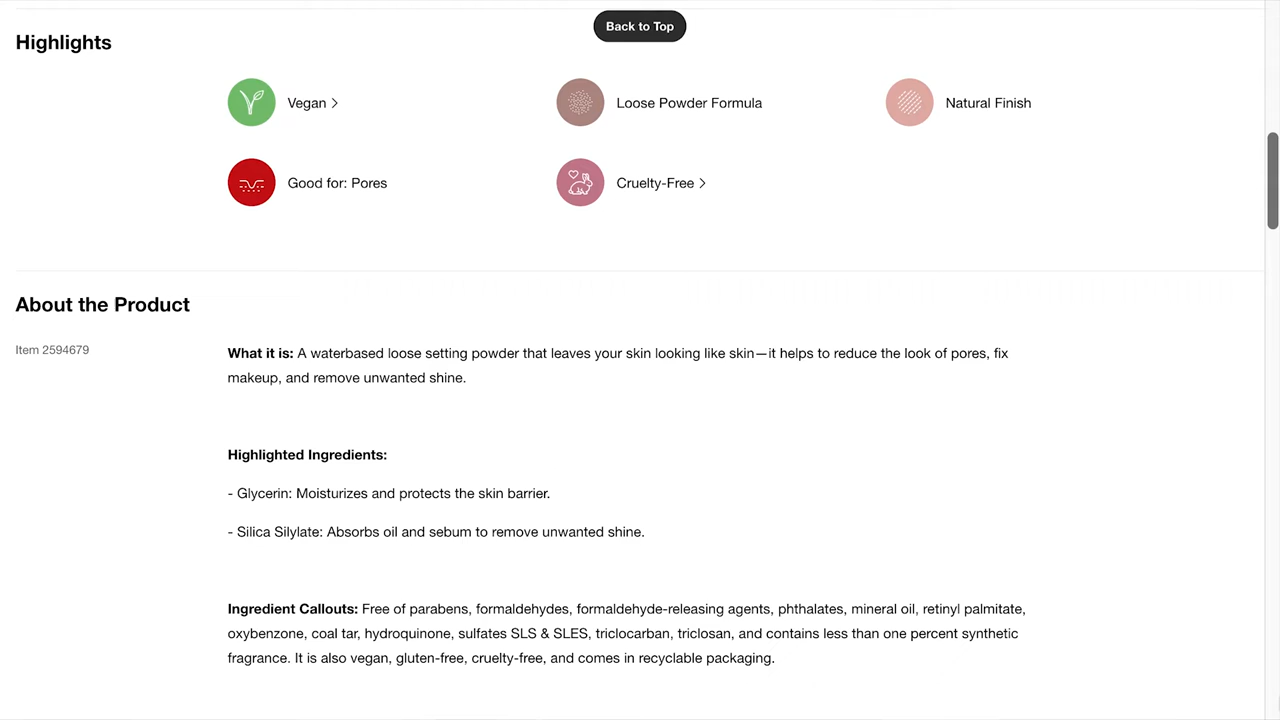 Back to Top
Highlights
Vegan
Loose Powder Formula
Natural Finish
Good for: Pores
Cruelty-Free
About the Product
Item 2594679
What it is: A waterbased loose setting powder that leaves your skin looking like skin—it helps to reduce the look of pores, fix
makeup, and remove unwanted shine.
Highlighted Ingredients:
- Glycerin: Moisturizes and protects the skin barrier.
- Silica Silylate: Absorbs oil and sebum to remove unwanted shine.
Ingredient Callouts: Free of parabens, formaldehydes, formaldehyde-releasing agents, phthalates, mineral oil, retinyl palmitate,
oxybenzone, coal tar, hydroquinone, sulfates SLS & SLES, triclocarban, triclosan, and contains less than one percent synthetic
fragrance. It is also vegan, gluten-free, cruelty-free, and comes in recyclable packaging.